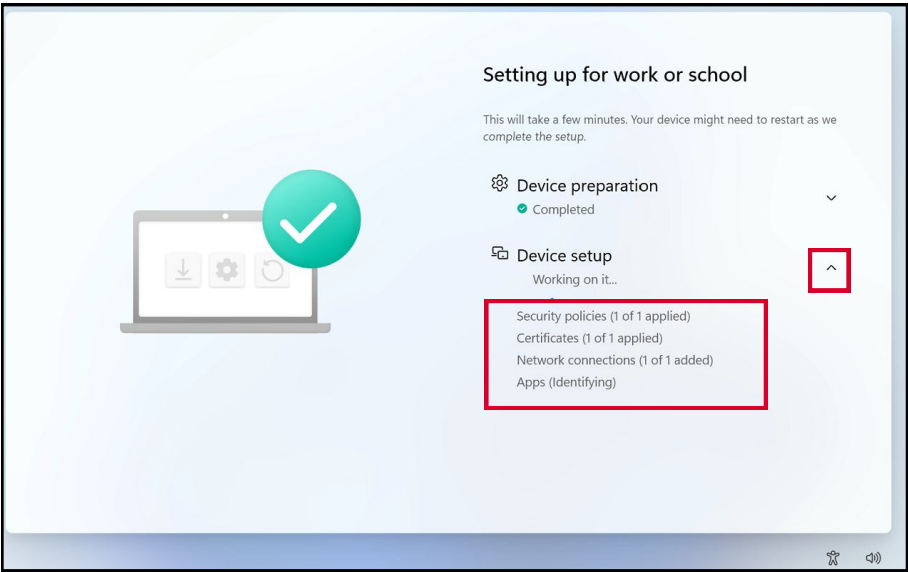 Setting up for work or school
This will take a few minutes. Your device might need to restart as we
complete the setup.
Device preparation
Completed
Device setup
Working on it...
Security policies (1 of 1 applied)
Certificates (1 of 1 applied)
Network connections (1 of 1 added)
Apps (Identifying)